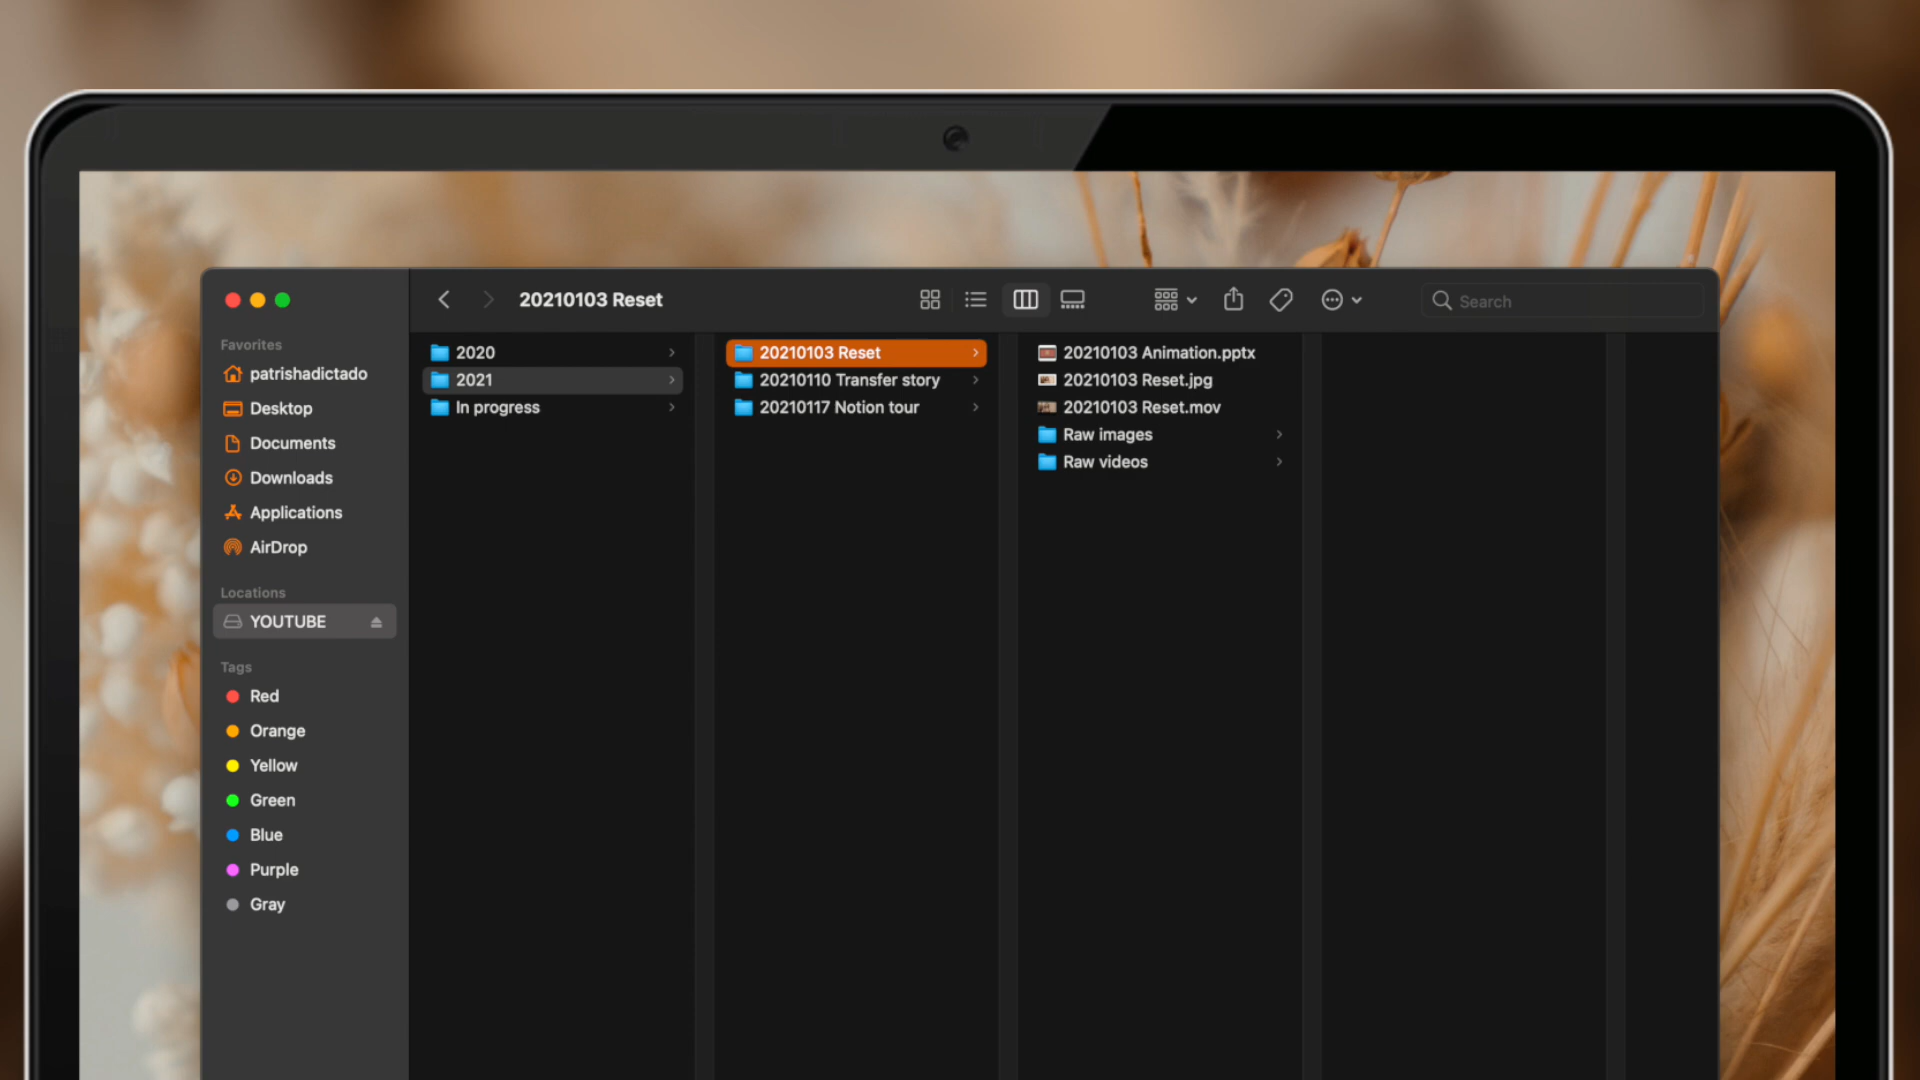 20210103 Reset
Search
Favorites
patrishadictado
Desktop
Documents
Downloads
Applications
AirDrop
Locations
YOUTUBE
Tags
Red
Orange
Yellow
Green
Blue
Purple
Gray
2020
2021
In progress
20210103 Reset
20210110 Transfer story
20210117 Notion tour
20210103 Animation.pptx
20210103 Reset.jpg
20210103 Reset.mov
Raw images
Raw videos